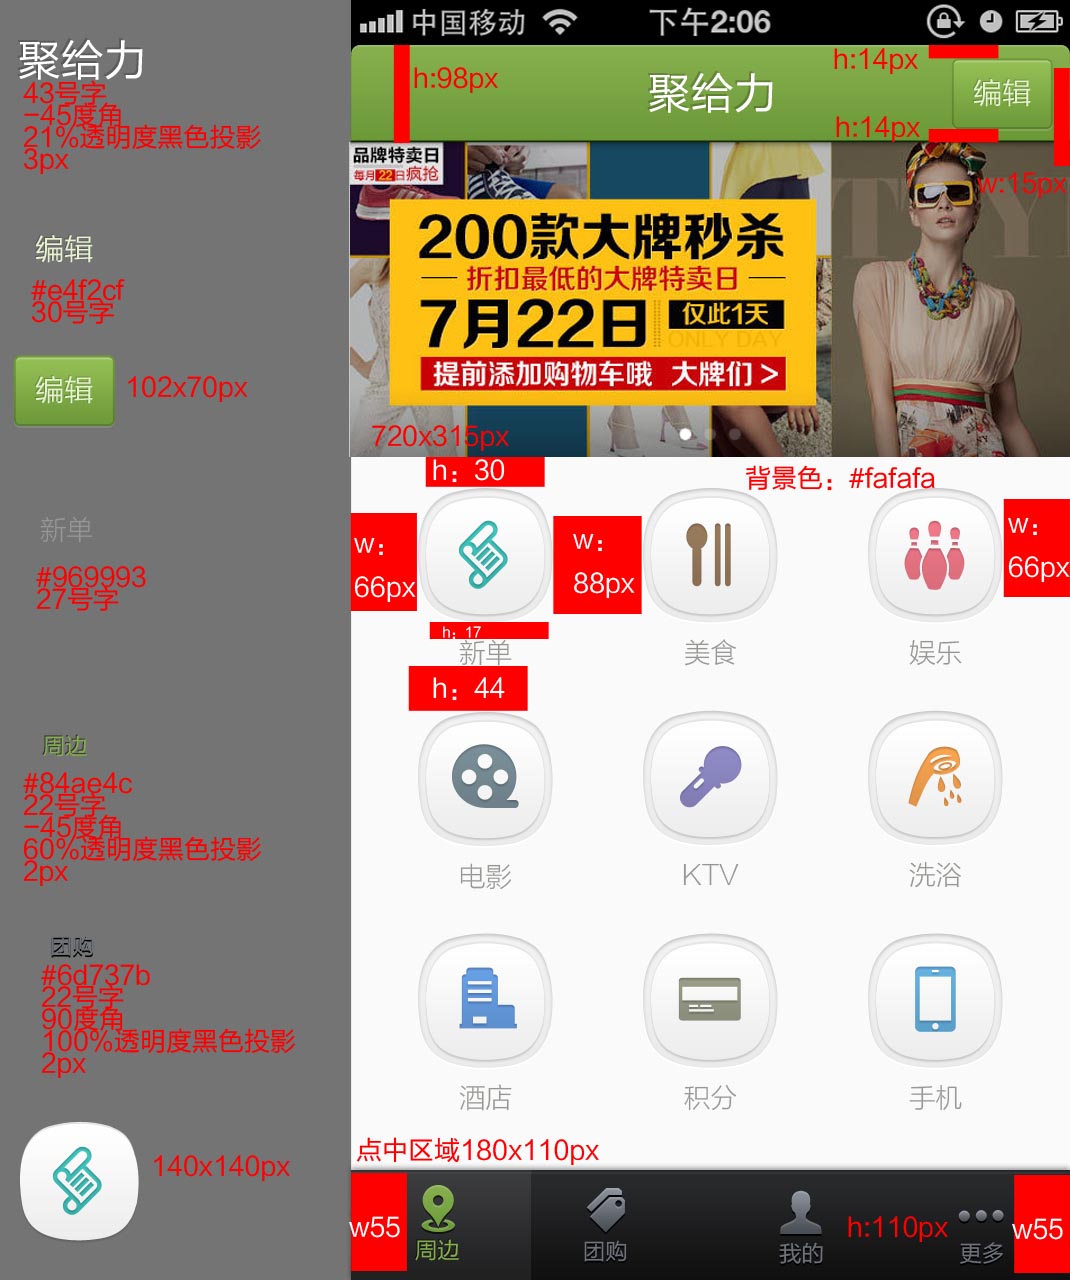 聚给力
43号字
-45度角
21%透明度黑色投影
3px
编辑
#e4f2cf
30号字
编辑
102x70px
新单
#969993
27号字
周边
#84ae4c
22号字
-45度角
60%透明度黑色投影
2px
团购
#6d737b
22号字
90度角
100%透明度黑色投影
2px
140x140px
中国移动
下午2:06
h:98px
聚给力
h:14px
编辑
h:14px
w:15px
品牌特卖日
每月22日疯抢
200款大牌秒杀
折扣最低的大牌特卖日
7月22日
仅此1天
ONLY DAY
提前添加购物车哦 大牌们 >
TY
720x315px
h：30
背景色：#fafafa
w：
66px
w：
88px
w：
66px
h：17
新单
美食
娱乐
h：44
电影
KTV
洗浴
酒店
积分
手机
点中区域180x110px
w55
周边
团购
我的
h:110px
更多
w55